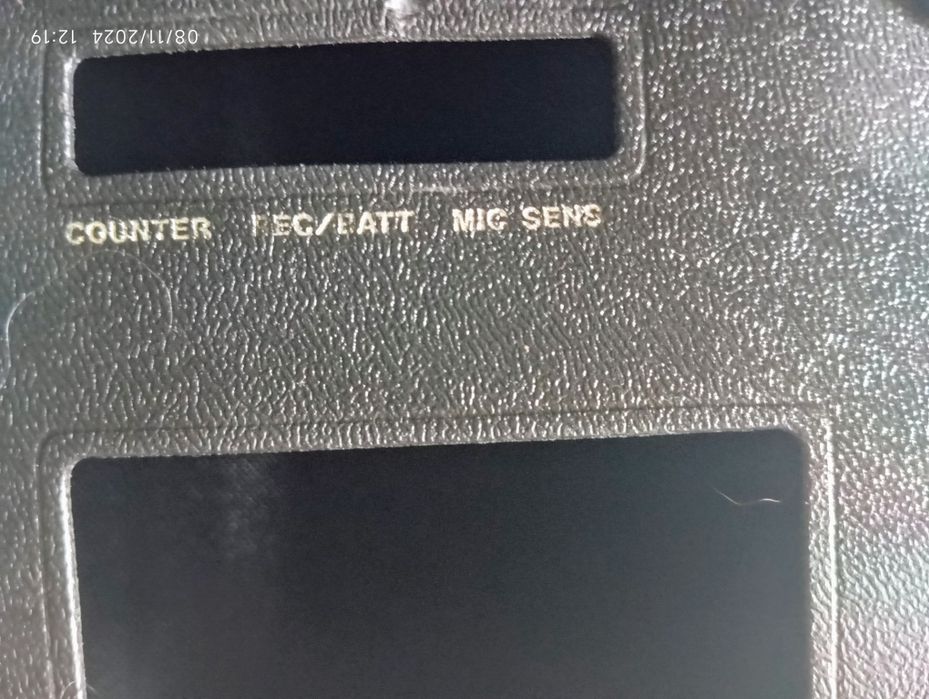 08/11/2024 12:19
COUNTER REC/BATT MIC SENS